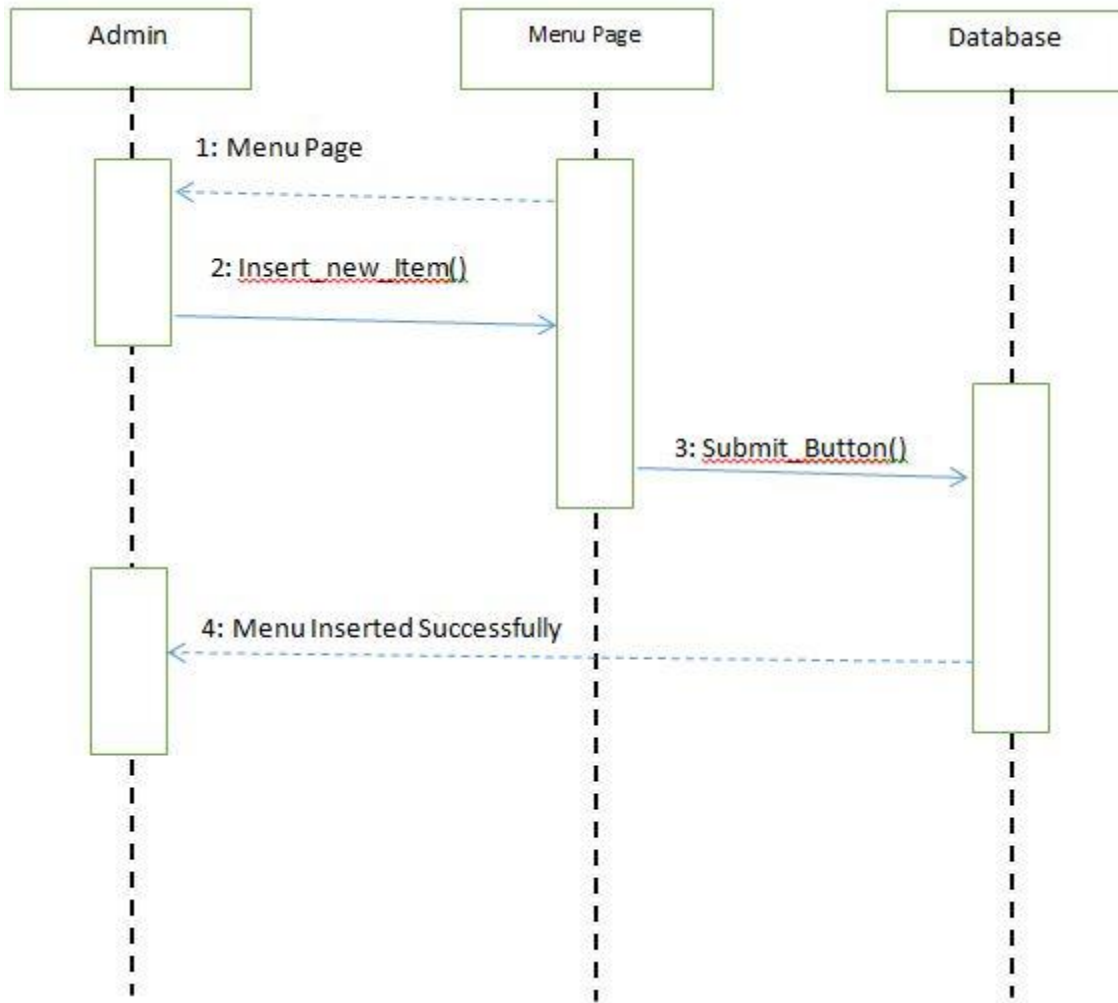 Admin
Menu Page
Database
1: Menu Page
2: Insert_new_Item()
3: Submit_Button()
4: Menu Inserted Successfully